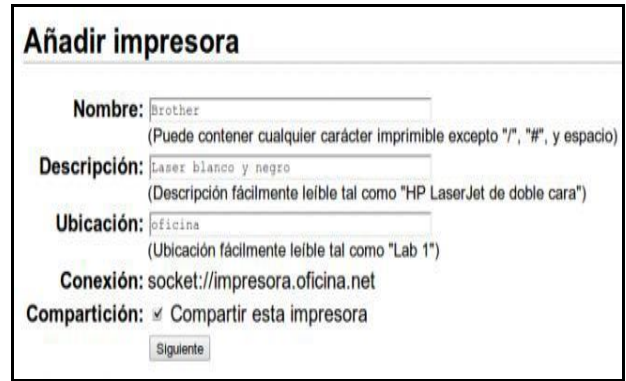 Añadir impresora
Nombre: Brother
(Puede contener cualquier carácter imprimible excepto "/", "#", y espacio)
Descripción: Laser blanco y negro
(Descripción fácilmente leíble tal como "HP LaserJet de doble cara")
Ubicación: oficina
(Ubicación fácilmente leíble tal como "Lab 1")
Conexión: socket://impresora.oficina.net
Compartición: Compartir esta impresora
Siguiente